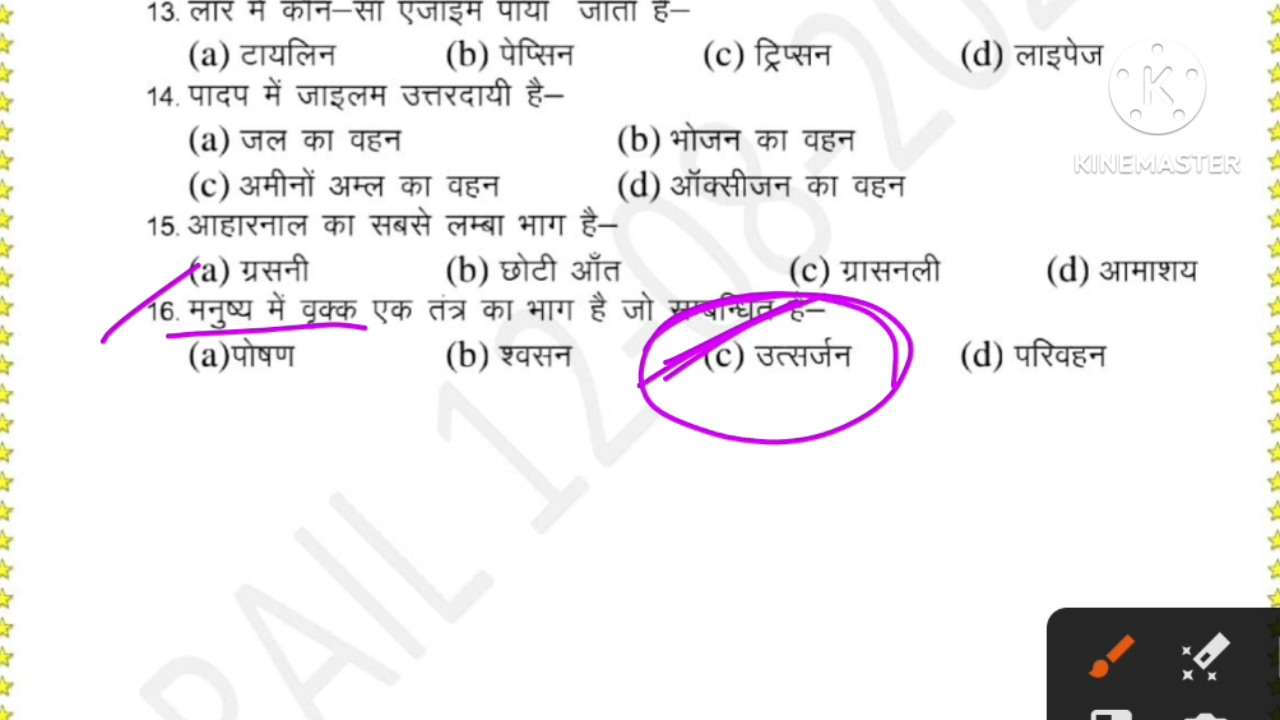 13. लार में कौन–सा एंजाइम पाया जाता है–
(a) टायलिन (b) पेप्सिन (c) ट्रिप्सन (d) लाइपेज
14. पादप में जाइलम उत्तरदायी है–
(a) जल का वहन (b) भोजन का वहन
(c) अमीनों अम्ल का वहन (d) ऑक्सीजन का वहन
15. आहारनाल का सबसे लम्बा भाग है–
(a) ग्रसनी (b) छोटी आँत (c) ग्रासनली (d) आमाशय
16. मनुष्य में वृक्क एक तंत्र का भाग है जो सम्बन्धित है–
(a)पोषण (b) श्वसन (c) उत्सर्जन (d) परिवहन
K
KINEMASTER